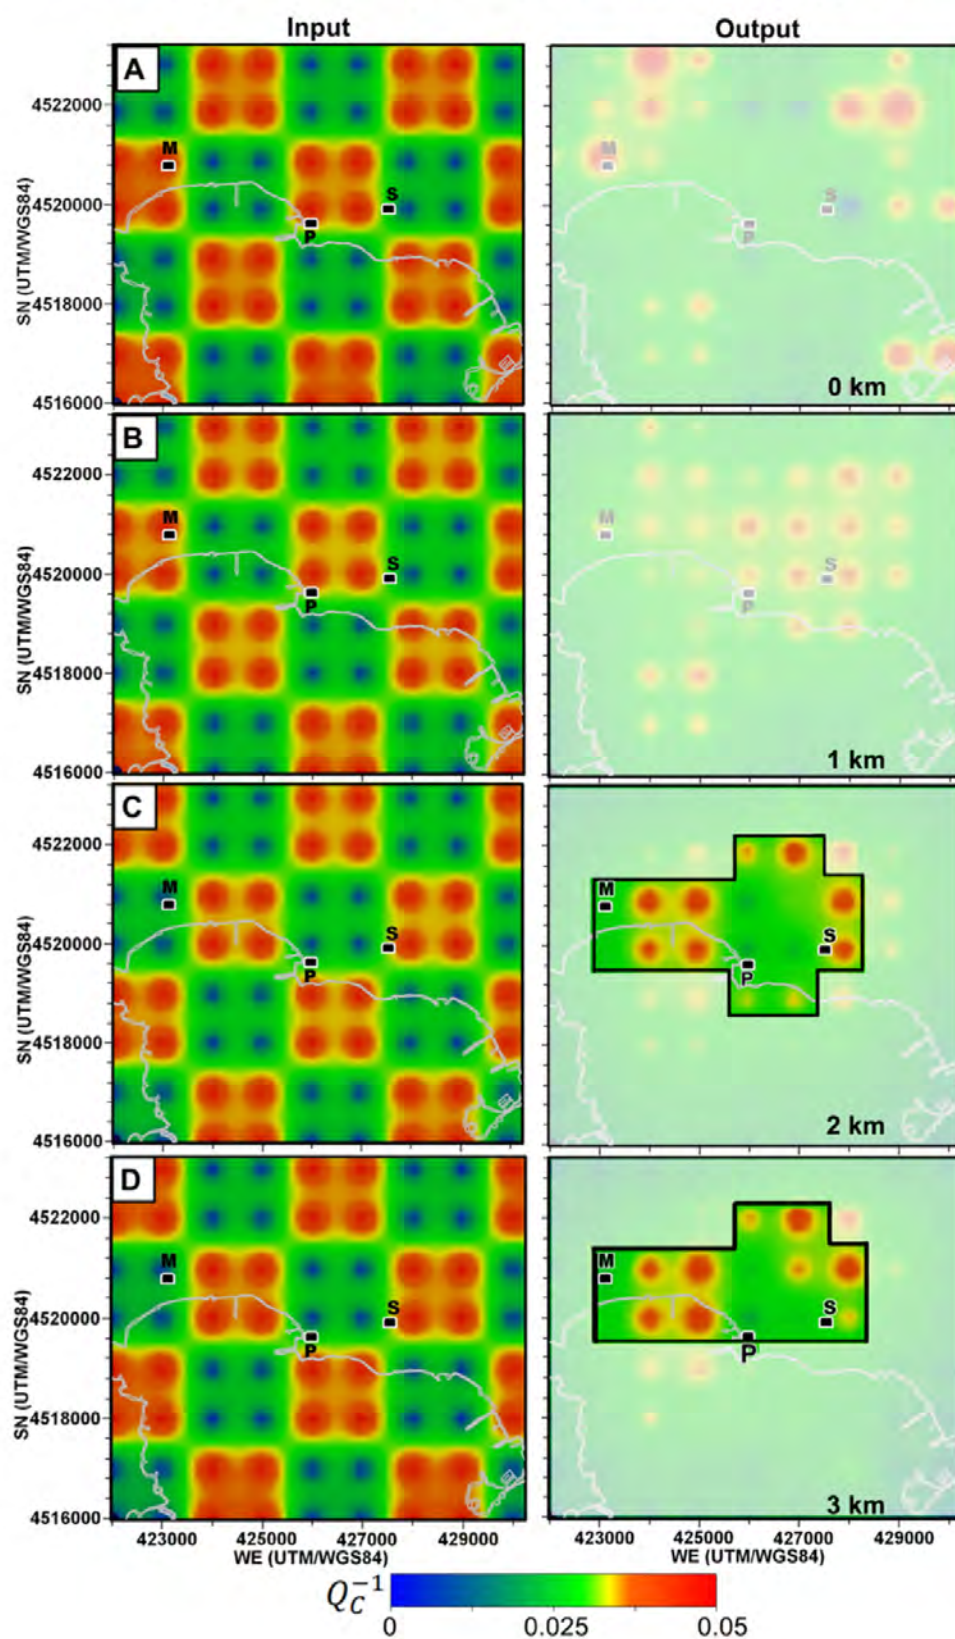 Input Output
A
4522000
4520000
4518000
4516000
SN (UTM/WGS84)
M
S
P
M
S
P
0 km
B
4522000
4520000
4518000
4516000
SN (UTM/WGS84)
M
S
P
M
S
P
1 km
C
4522000
4520000
4518000
4516000
SN (UTM/WGS84)
M
S
P
M
S
P
2 km
D
4522000
4520000
4518000
4516000
SN (UTM/WGS84)
M
S
P
M
S
P
3 km
423000 425000 427000 429000 423000 425000 427000 429000
WE (UTM/WGS84) WE (UTM/WGS84)
Q_C^{-1}
0 0.025 0.05